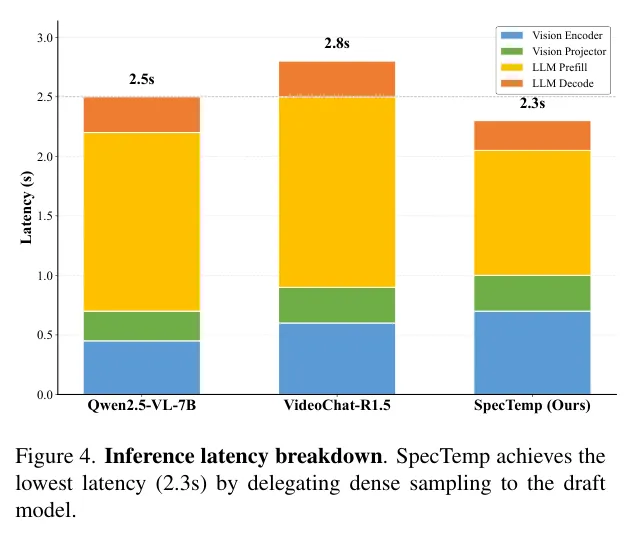 3.0
2.5
2.0
1.5
1.0
0.5
0.0
Latency (s)
2.5s
2.8s
2.3s
Vision Encoder
Vision Projector
LLM Prefill
LLM Decode
Qwen2.5-VL-7B
VideoChat-R1.5
SpecTemp (Ours)
Figure 4. Inference latency breakdown. SpecTemp achieves the
lowest latency (2.3s) by delegating dense sampling to the draft
model.